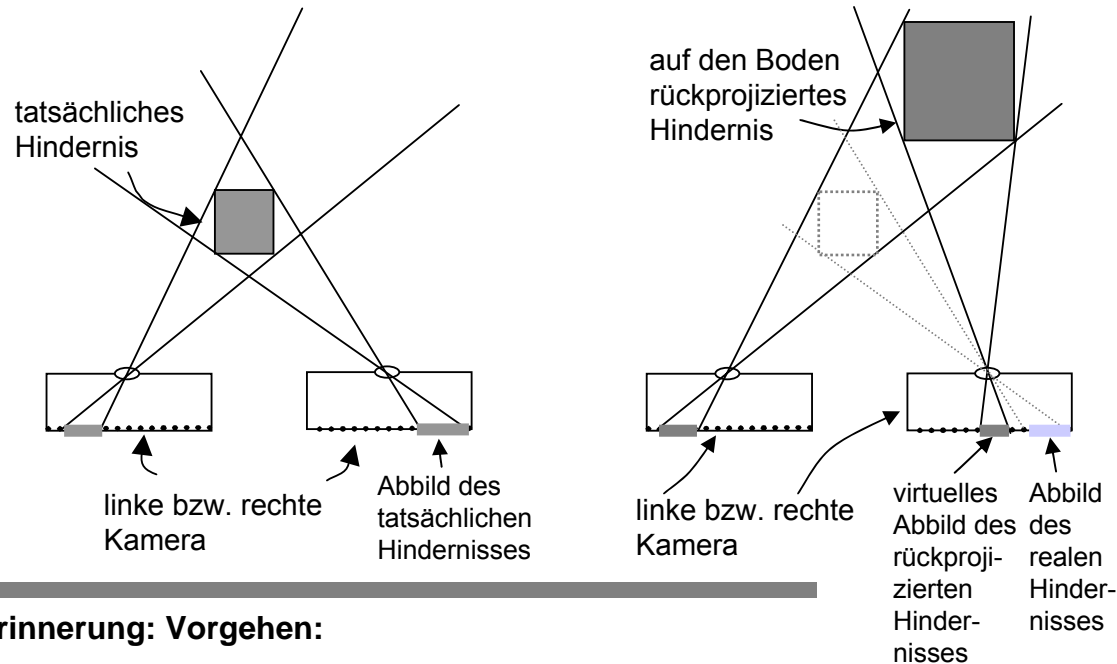 tatsächliches
Hindernis
linke bzw. rechte
Kamera
Abbild des
tatsächlichen
Hindernisses
auf den Boden
rückprojiziertes
Hindernis
linke bzw. rechte
Kamera
virtuelles
Abbild des
rückproji-
zierten
Hinder-
nisses
Abbild
des
realen
Hinder-
nisses
rinnerung: Vorgehen: